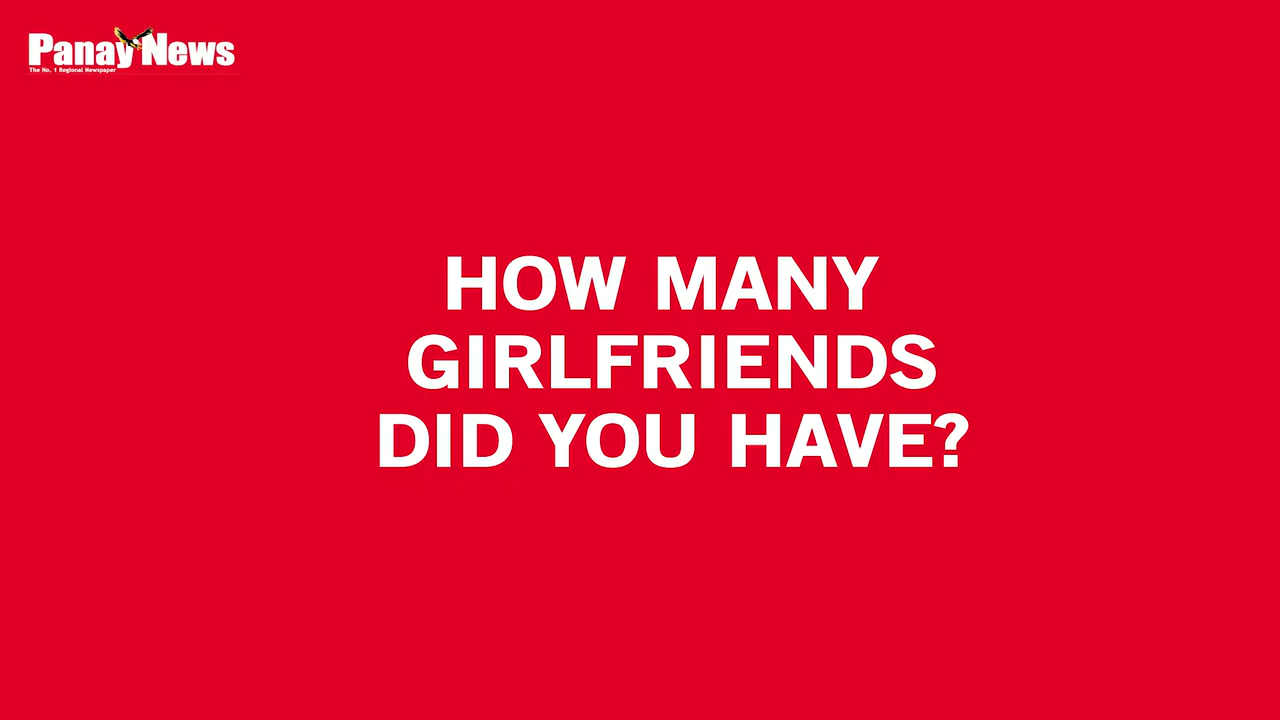 Panay News
The No. 1 Regional Newspaper
HOW MANY
GIRLFRIENDS
DID YOU HAVE?